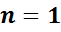 n = 1